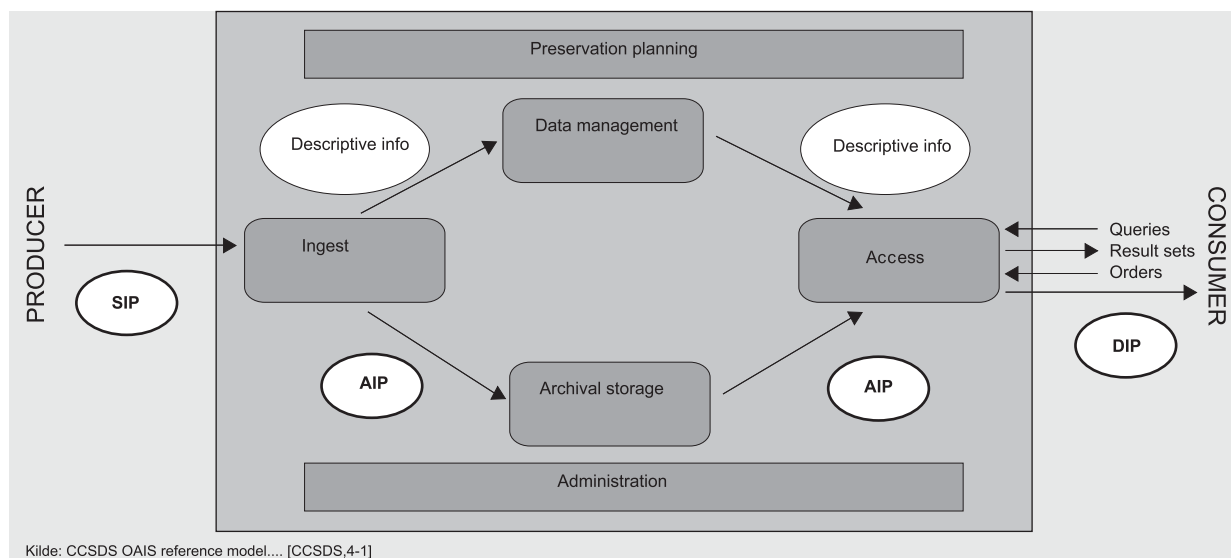 Preservation planning
Descriptive info
Data management
Descriptive info
PRODUCER
Ingest
Access
Queries
Result sets
Orders
CONSUMER
SIP
DIP
AIP
Archival storage
AIP
Administration
Kilde: CCSDS OAIS reference model.... [CCSDS,4-1]